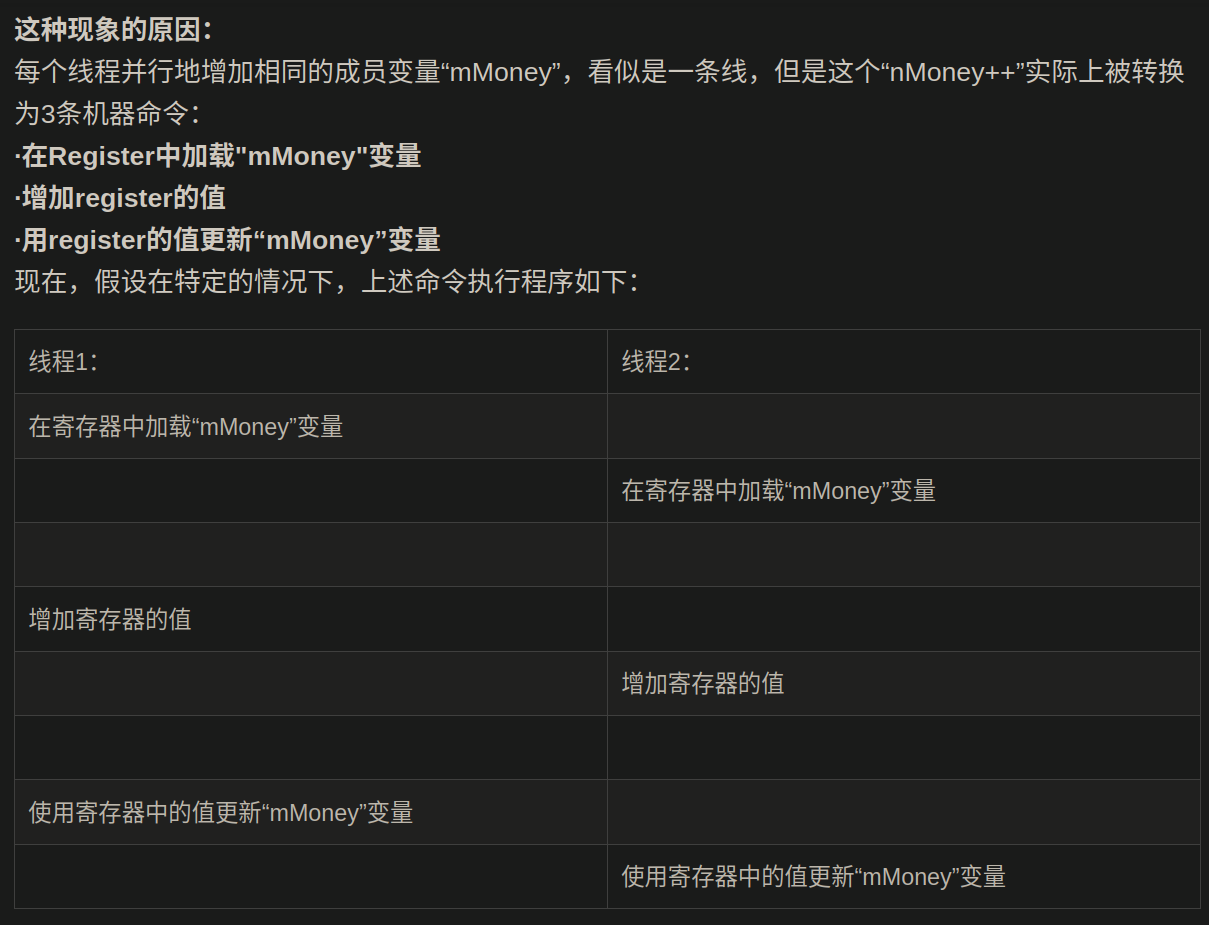 这种现象的原因：
每个线程并行地增加相同的成员变量“mMoney”，看似是一条线，但是这个“nMoney++”实际上被转换
为3条机器命令：
·在Register中加载"mMoney"变量
·增加register的值
·用register的值更新“mMoney”变量
现在，假设在特定的情况下，上述命令执行程序如下：
线程1：
线程2：
在寄存器中加载“mMoney”变量
在寄存器中加载“mMoney”变量
增加寄存器的值
增加寄存器的值
使用寄存器中的值更新“mMoney”变量
使用寄存器中的值更新“mMoney”变量